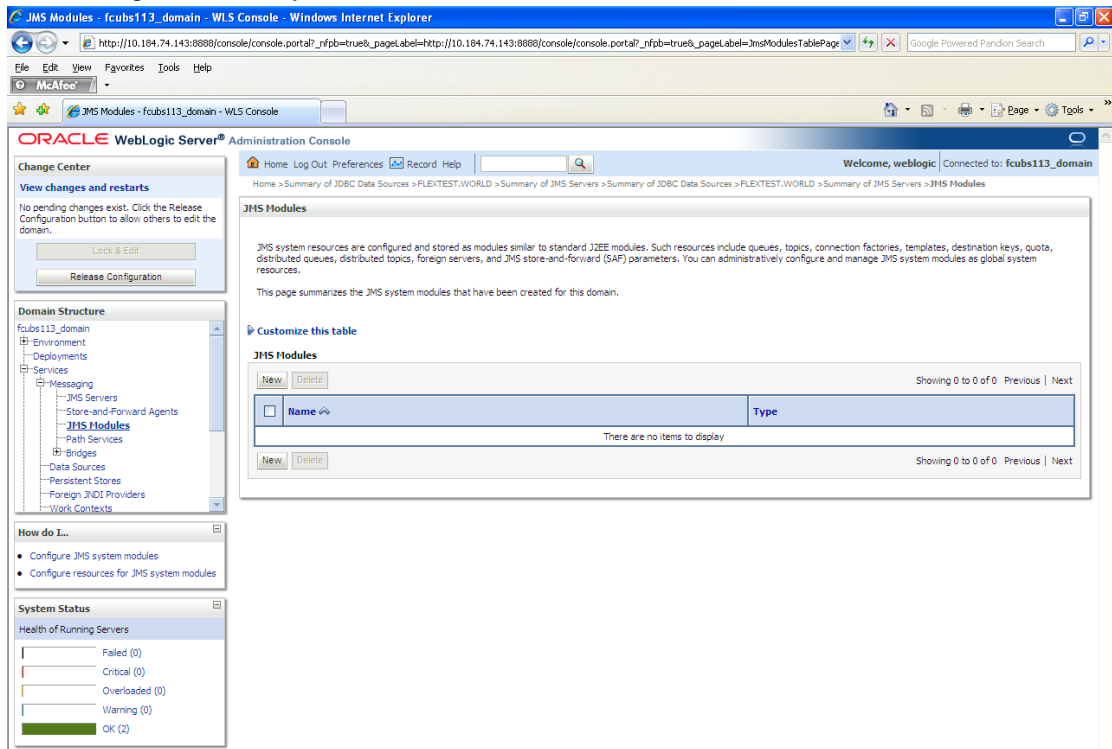 JMS Modules - fcubs113_domain - WLS Console - Windows Internet Explorer
http://10.184.74.143:8888/console/console.portal?_nfpb=true&_pageLabel=http://10.184.74.143:8888/console/console.portal?_nfpb=true&_pageLabel=JmsModulesTablePage
Google Powered Pandion Search
File Edit View Favorites Tools Help
McAfee
JMS Modules - fcubs113_domain - WLS Console
Page Tools
ORACLE WebLogic Server® Administration Console
Change Center
View changes and restarts
No pending changes exist. Click the Release
Configuration button to allow others to edit the
domain.
Lock & Edit
Release Configuration
Domain Structure
fcubs113_domain
Environment
Deployments
Services
Messaging
JMS Servers
Store-and-Forward Agents
JMS Modules
Path Services
Bridges
Data Sources
Persistent Stores
Foreign JNDI Providers
Work Contexts
How do I...
Configure JMS system modules
Configure resources for JMS system modules
System Status
Health of Running Servers
Failed (0)
Critical (0)
Overloaded (0)
Warning (0)
OK (2)
Home Log Out Preferences Record Help
Welcome, weblogic Connected to: fcubs113_domain
Home >Summary of JDBC Data Sources >FLEXTEST.WORLD >Summary of JMS Servers >Summary of JDBC Data Sources >FLEXTEST.WORLD >Summary of JMS Servers >JMS Modules
JMS Modules
JMS system resources are configured and stored as modules similar to standard J2EE modules. Such resources include queues, topics, connection factories, templates, destination keys, quota,
distributed queues, distributed topics, foreign servers, and JMS store-and-forward (SAF) parameters. You can administratively configure and manage JMS system modules as global system
resources.
This page summarizes the JMS system modules that have been created for this domain.
Customize this table
JMS Modules
New Delete Showing 0 to 0 of 0 Previous | Next
Name Type
There are no items to display
New Delete Showing 0 to 0 of 0 Previous | Next